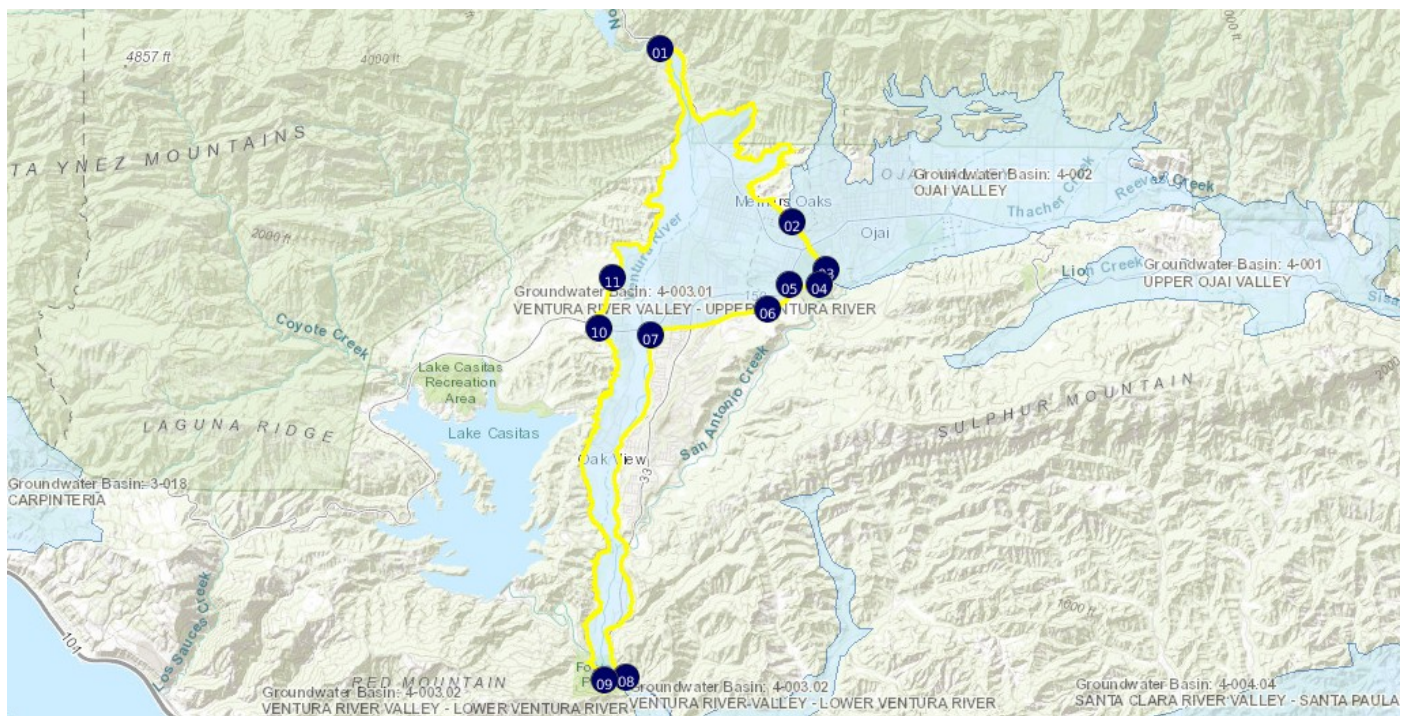 01
4857 ft
4000 ft
TA YNEZ MOUNTAINS
Groundwater Basin: 4-002
OJAI VALLEY
Thacher Creek
Reeves Creek
Meiners Oaks
02
Ojai
2000 ft
Ventura River
03
04
05
06
07
Lion Creek
Groundwater Basin: 4-001
UPPER OJAI VALLEY
11
Groundwater Basin: 4-003.01
VENTURA RIVER VALLEY - UPPER VENTURA RIVER
150
10
Coyote Creek
Lake Casitas
Recreation
Area
San Antonio Creek
SULPHUR MOUNTAIN
LAGUNA RIDGE
Lake Casitas
Oak View
33
Groundwater Basin: 3-018
CARPINTERIA
Los Sauces Creek
101
1000 ft
RED MOUNTAIN
09
08
Groundwater Basin: 4-003.02
VENTURA RIVER VALLEY - LOWER VENTURA RIVER
Groundwater Basin: 4-003.02
VENTURA RIVER VALLEY - LOWER VENTURA RIVER
Groundwater Basin: 4-004.04
SANTA CLARA RIVER VALLEY - SANTA PAULA